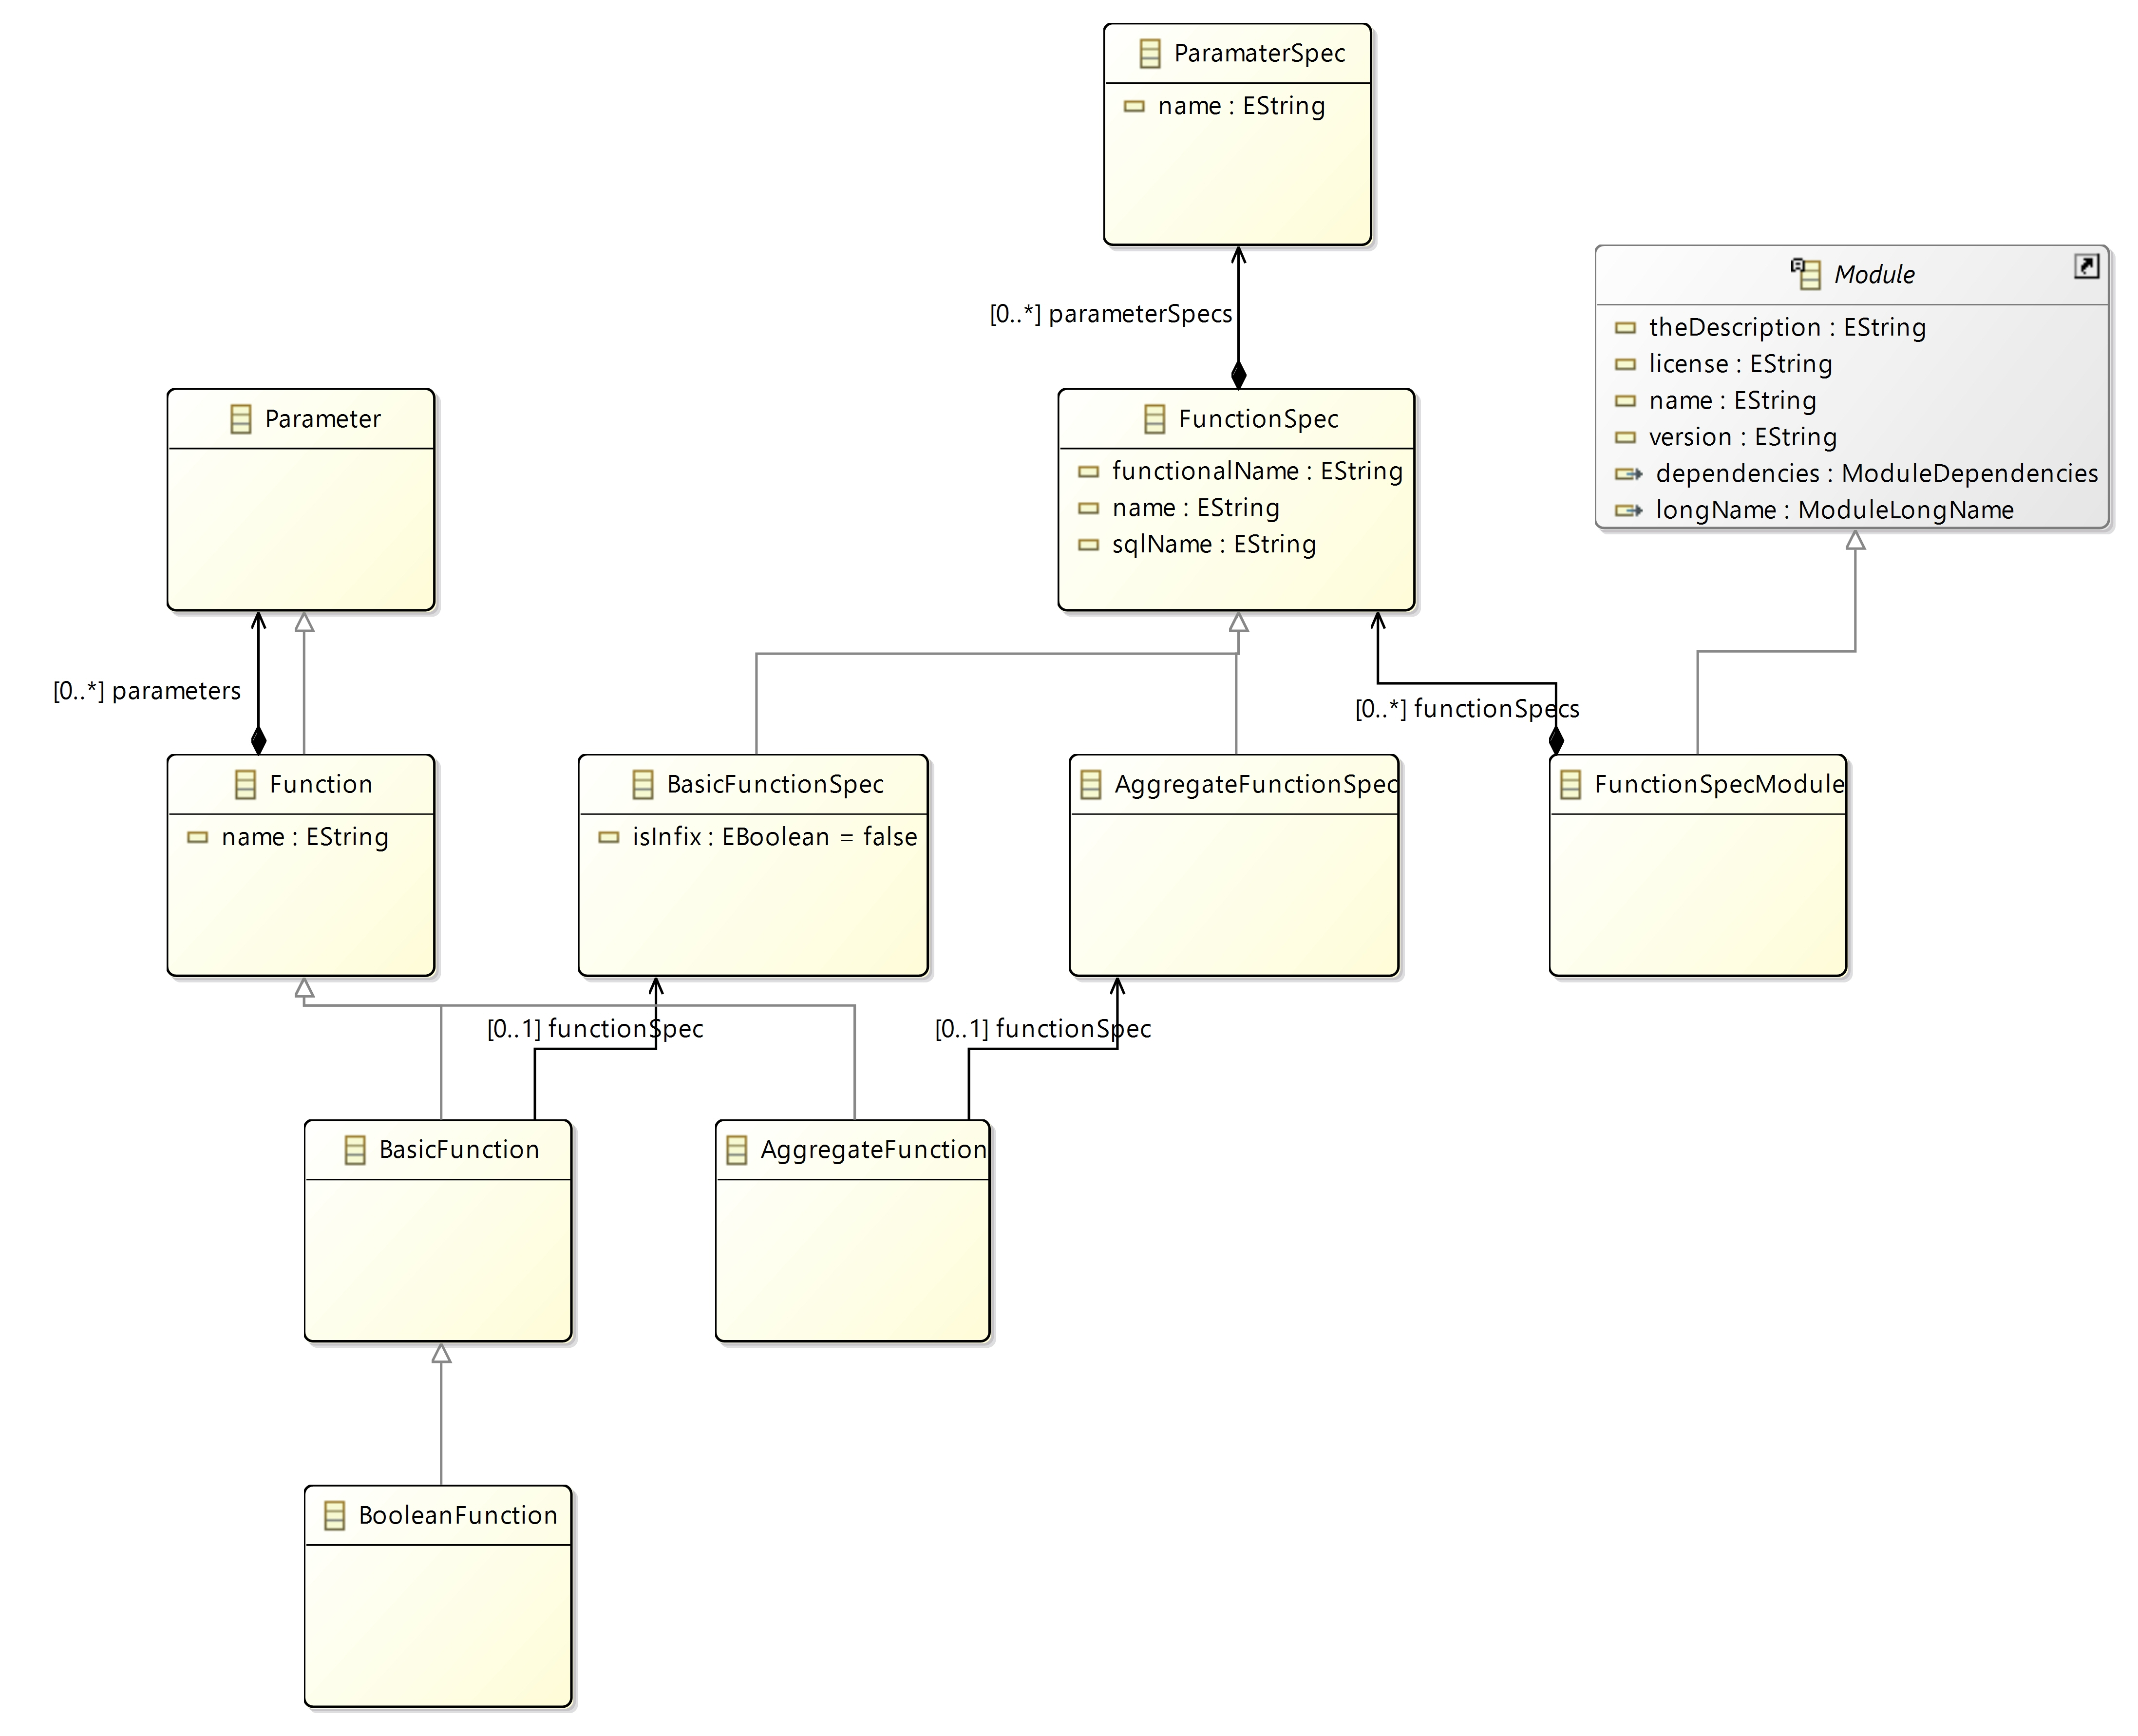 ParamaterSpec
name : EString
Module
theDescription : EString
license : EString
name : EString
version : EString
dependencies : ModuleDependencies
longName : ModuleLongName
[0..*] parameterSpecs
Parameter
FunctionSpec
functionalName : EString
name : EString
sqlName : EString
[0..*] parameters
[0..*] functionSpecs
Function
name : EString
BasicFunctionSpec
isInfix : EBoolean = false
AggregateFunctionSpec
FunctionSpecModule
[0..1] functionSpec
[0..1] functionSpec
BasicFunction
AggregateFunction
BooleanFunction